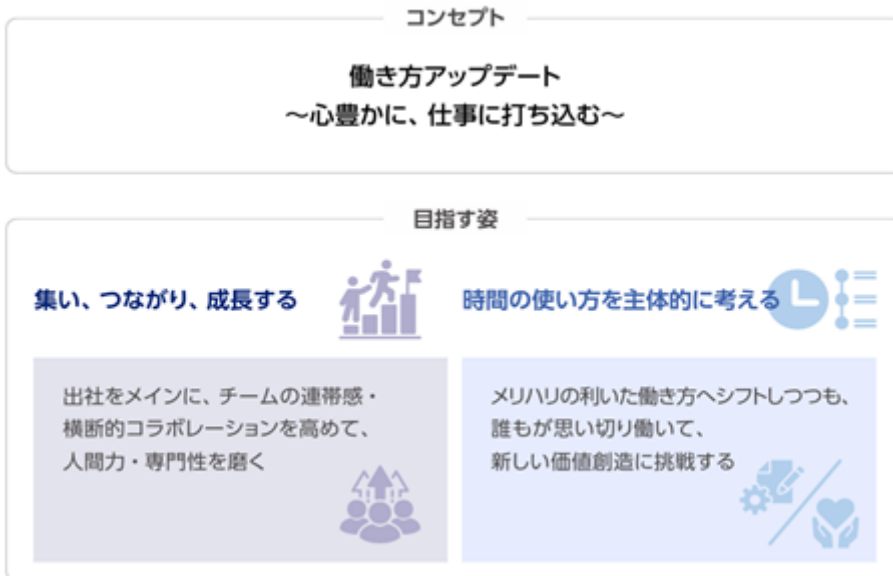 コンセプト
働き方アップデート
～心豊かに、仕事に打ち込む～
目指す姿
集い、つながり、成長する
出社をメインに、チームの連帯感・
横断的コラボレーションを高めて、
人間力・専門性を磨く
時間の使い方を主体的に考える
メリハリの利いた働き方へシフトしつつも、
誰もが思い切り働いて、
新しい価値創造に挑戦する